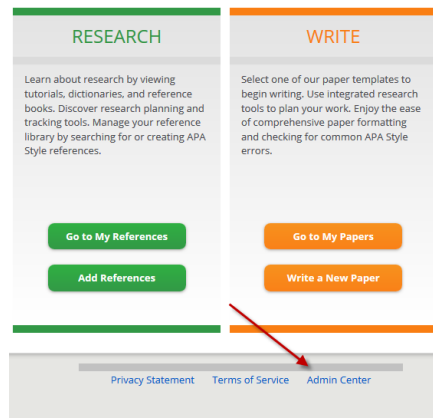 RESEARCH
Learn about research by viewing
tutorials, dictionaries, and reference
books. Discover research planning and
tracking tools. Manage your reference
library by searching for or creating APA
Style references.
Go to My References
Add References
WRITE
Select one of our paper templates to
begin writing. Use integrated research
tools to plan your work. Enjoy the ease
of comprehensive paper formatting
and checking for common APA Style
errors.
Go to My Papers
Write a New Paper
Privacy Statement Terms of Service Admin Center